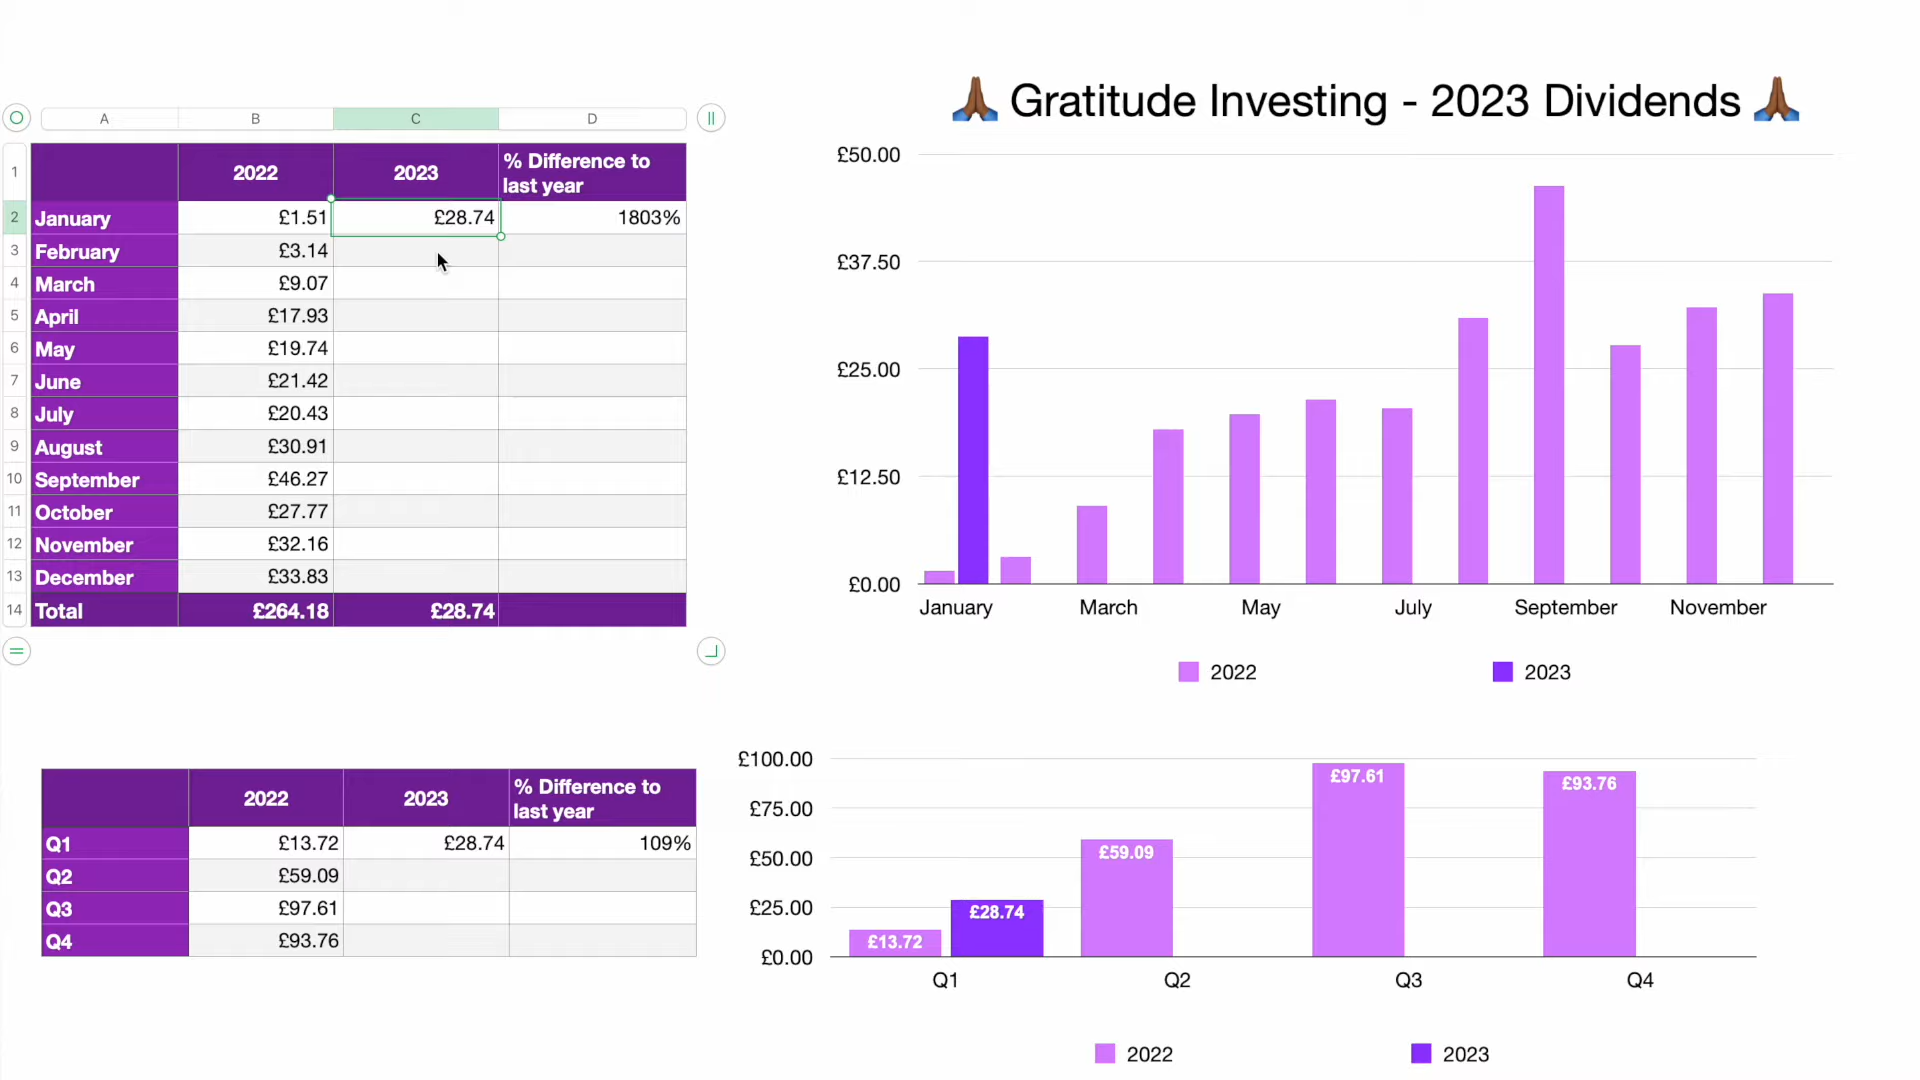 🙏🏾 Gratitude Investing - 2023 Dividends 🙏🏾
A B C D
1 2022 2023 % Difference to
last year
2 January £1.51 £28.74 1803%
3 February £3.14
4 March £9.07
5 April £17.93
6 May £19.74
7 June £21.42
8 July £20.43
9 August £30.91
10 September £46.27
11 October £27.77
12 November £32.16
13 December £33.83
14 Total £264.18 £28.74
£50.00
£37.50
£25.00
£12.50
£0.00
January March May July September November
2022 2023
2022 2023 % Difference to
last year
Q1 £13.72 £28.74 109%
Q2 £59.09
Q3 £97.61
Q4 £93.76
£100.00
£75.00
£50.00
£25.00
£0.00
£13.72 £28.74 £59.09 £97.61 £93.76
Q1 Q2 Q3 Q4
2022 2023